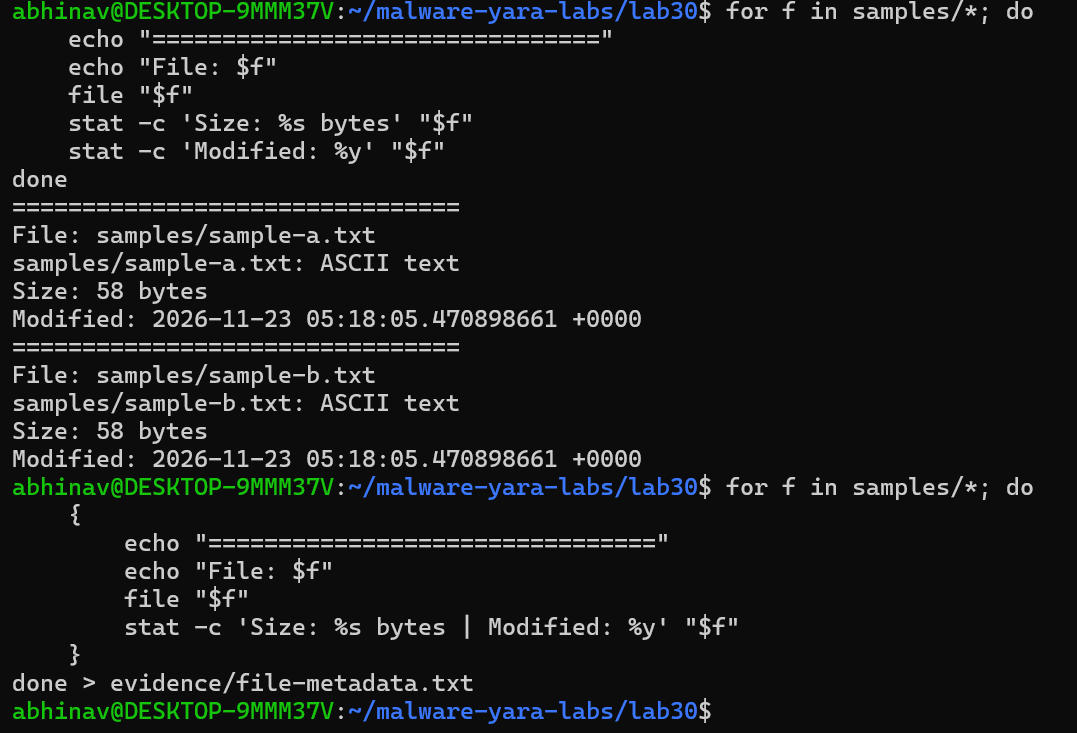 abhinav@DESKTOP-9MMM37V:~/malware-yara-labs/lab30$ for f in samples/*; do
    echo "================================"
    echo "File: $f"
    file "$f"
    stat -c 'Size: %s bytes' "$f"
    stat -c 'Modified: %y' "$f"
done
================================
File: samples/sample-a.txt
samples/sample-a.txt: ASCII text
Size: 58 bytes
Modified: 2026-11-23 05:18:05.470898661 +0000
================================
File: samples/sample-b.txt
samples/sample-b.txt: ASCII text
Size: 58 bytes
Modified: 2026-11-23 05:18:05.470898661 +0000
abhinav@DESKTOP-9MMM37V:~/malware-yara-labs/lab30$ for f in samples/*; do
    {
        echo "================================"
        echo "File: $f"
        file "$f"
        stat -c 'Size: %s bytes | Modified: %y' "$f"
    }
done > evidence/file-metadata.txt
abhinav@DESKTOP-9MMM37V:~/malware-yara-labs/lab30$